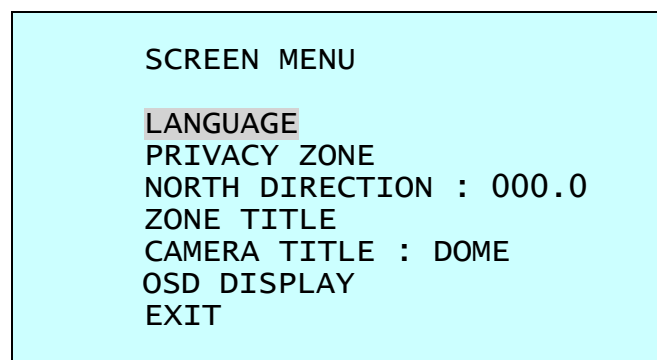 SCREEN MENU
LANGUAGE
PRIVACY ZONE
NORTH DIRECTION : 000.0
ZONE TITLE
CAMERA TITLE : DOME
OSD DISPLAY
EXIT